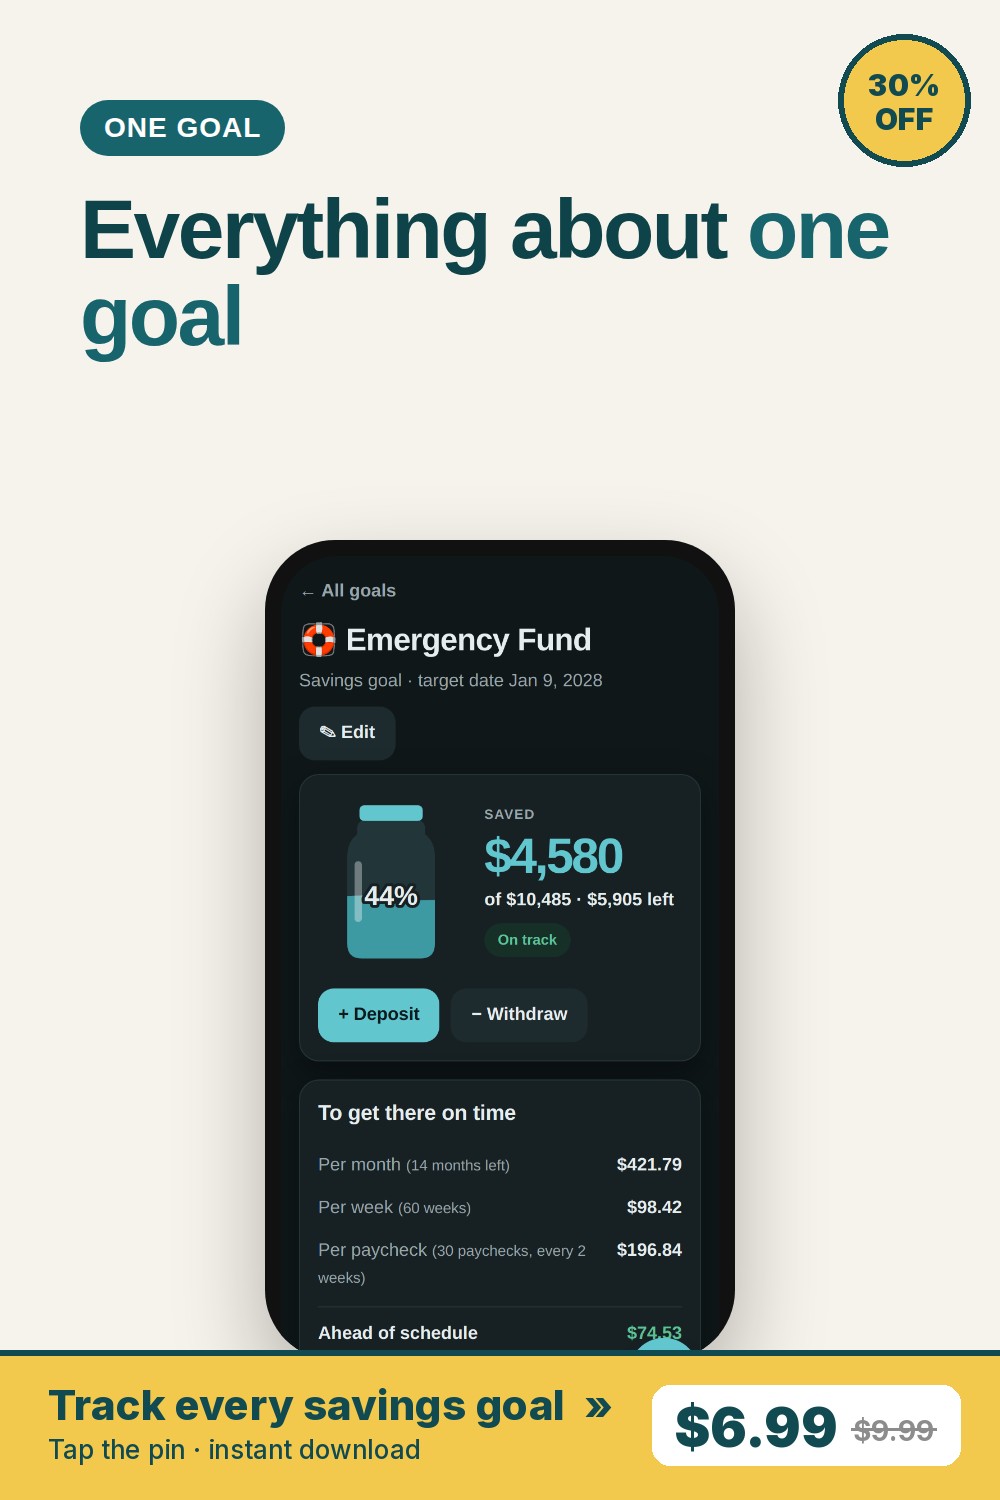 30%
OFF
ONE GOAL
Everything about one
goal
← All goals
Emergency Fund
Savings goal · target date Jan 9, 2028
✎ Edit
44%
SAVED
$4,580
of $10,485 · $5,905 left
On track
+ Deposit
− Withdraw
To get there on time
Per month (14 months left) $421.79
Per week (60 weeks) $98.42
Per paycheck (30 paychecks, every 2 $196.84
weeks)
Ahead of schedule $74.53
Track every savings goal »
Tap the pin · instant download
$6.99 $9.99